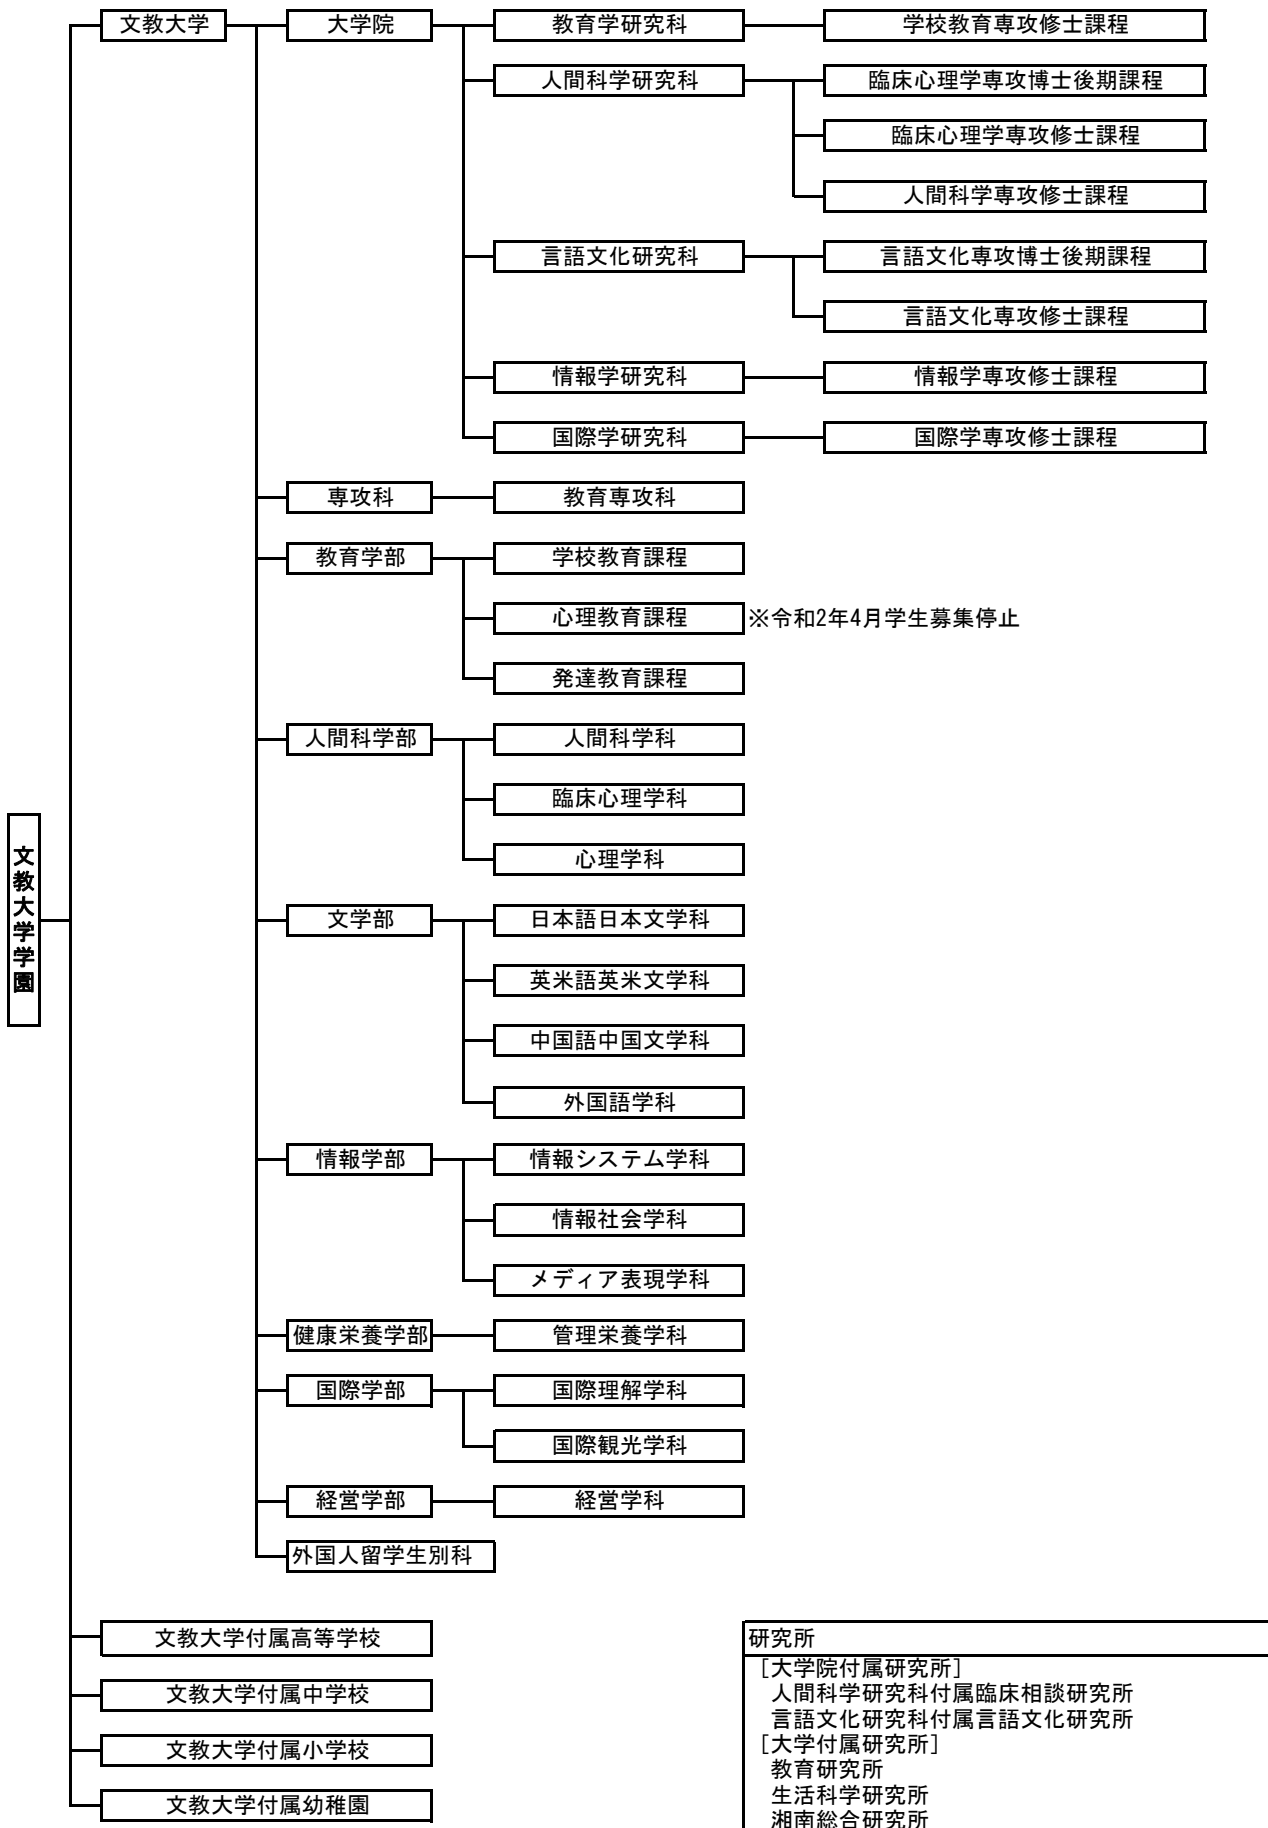 文教大学 大学院 教育学研究科 学校教育専攻修士課程
人間科学研究科 臨床心理学専攻博士後期課程
臨床心理学専攻修士課程
人間科学専攻修士課程
言語文化研究科 言語文化専攻博士後期課程
言語文化専攻修士課程
情報学研究科 情報学専攻修士課程
国際学研究科 国際学専攻修士課程
専攻科 教育専攻科
教育学部 学校教育課程
心理教育課程 ※令和2年4月学生募集停止
発達教育課程
人間科学部 人間科学科
臨床心理学科
心理学科
文教大学学園
文学部 日本語日本文学科
英米語英米文学科
中国語中国文学科
外国語学科
情報学部 情報システム学科
情報社会学科
メディア表現学科
健康栄養学部 管理栄養学科
国際学部 国際理解学科
国際観光学科
経営学部 経営学科
外国人留学生別科
文教大学付属高等学校
文教大学付属中学校
文教大学付属小学校
文教大学付属幼稚園
研究所
[大学院付属研究所]
人間科学研究科付属臨床相談研究所
言語文化研究科付属言語文化研究所
[大学付属研究所]
教育研究所
生活科学研究所
湘南総合研究所